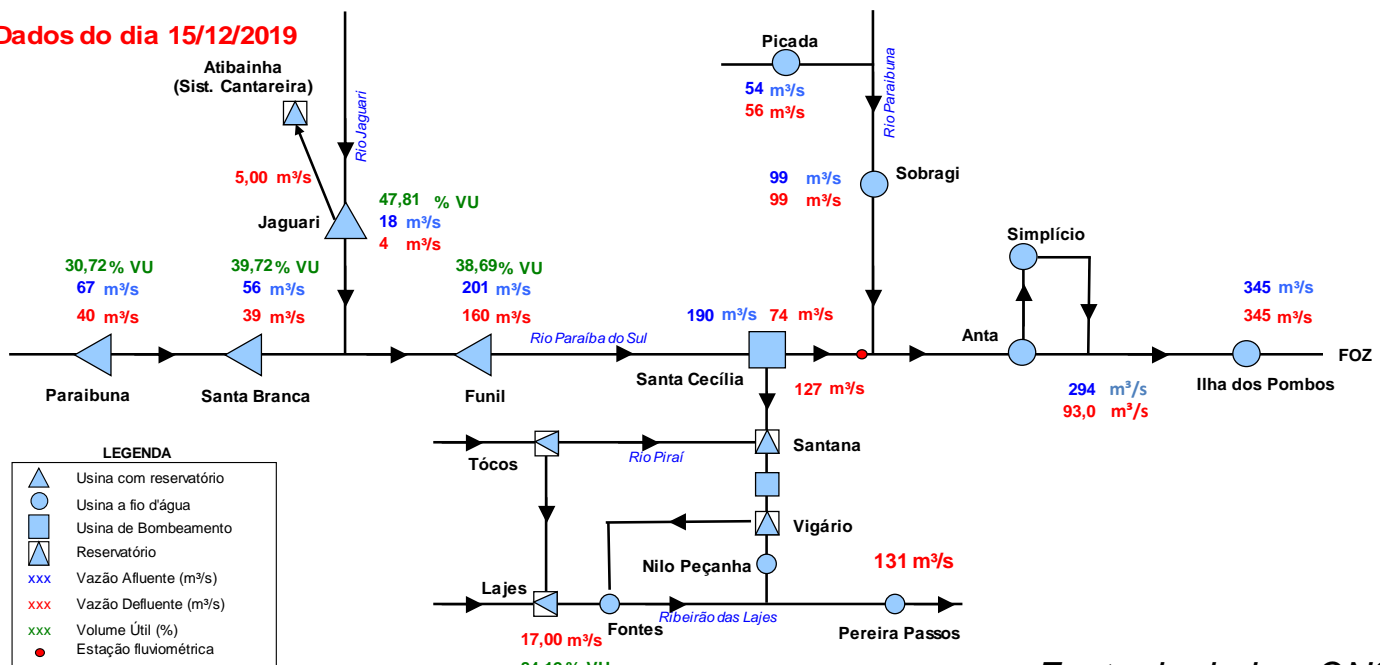 Dados do dia 15/12/2019
Atibainha
(Sist. Cantareira)
Rio Jaguari
5,00 m³/s
Jaguari
47,81 % VU
18 m³/s
4 m³/s
Picada
54 m³/s
56 m³/s
Rio Paraibuna
99 m³/s
99 m³/s
Sobragi
30,72% VU
67 m³/s
40 m³/s
Paraibuna
39,72% VU
56 m³/s
39 m³/s
Santa Branca
38,69% VU
201 m³/s
160 m³/s
Funil
Rio Paraíba do Sul
190 m³/s 74 m³/s
Santa Cecília
127 m³/s
Simplício
Anta
294 m³/s
93,0 m³/s
345 m³/s
345 m³/s
Ilha dos Pombos
FOZ
Tócos
Rio Piraí
Santana
Vigário
Nilo Peçanha
131 m³/s
Lajes
Fontes
Ribeirão das Lajes
Pereira Passos
17,00 m³/s
LEGENDA
Usina com reservatório
Usina a fio d'água
Usina de Bombeamento
Reservatório
xxx Vazão Afluente (m³/s)
xxx Vazão Defluente (m³/s)
xxx Volume Útil (%)
Estação fluviométrica